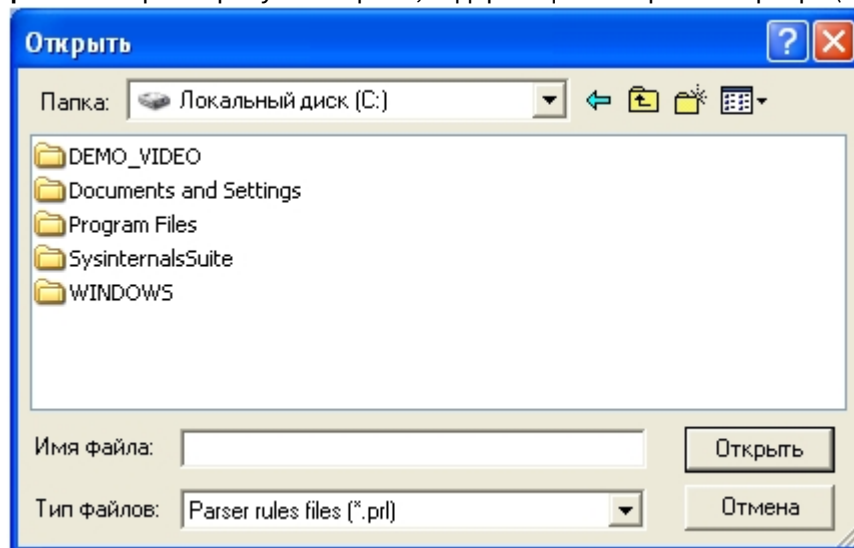 Открыть
Папка: Локальный диск (C:)
DEMO_VIDEO
Documents and Settings
Program Files
SysinternalsSuite
WINDOWS
Имя файла:
Открыть
Тип файлов: Parser rules files (*.prl)
Отмена